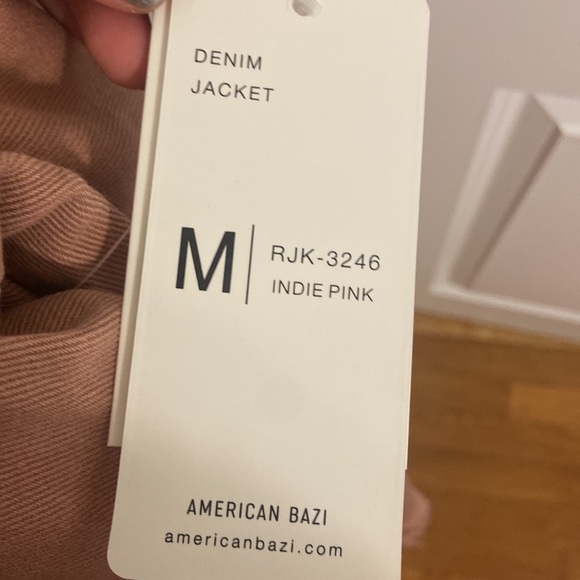 DENIM
JACKET
M
RJK-3246
INDIE PINK
AMERICAN BAZI
americanbazi.com